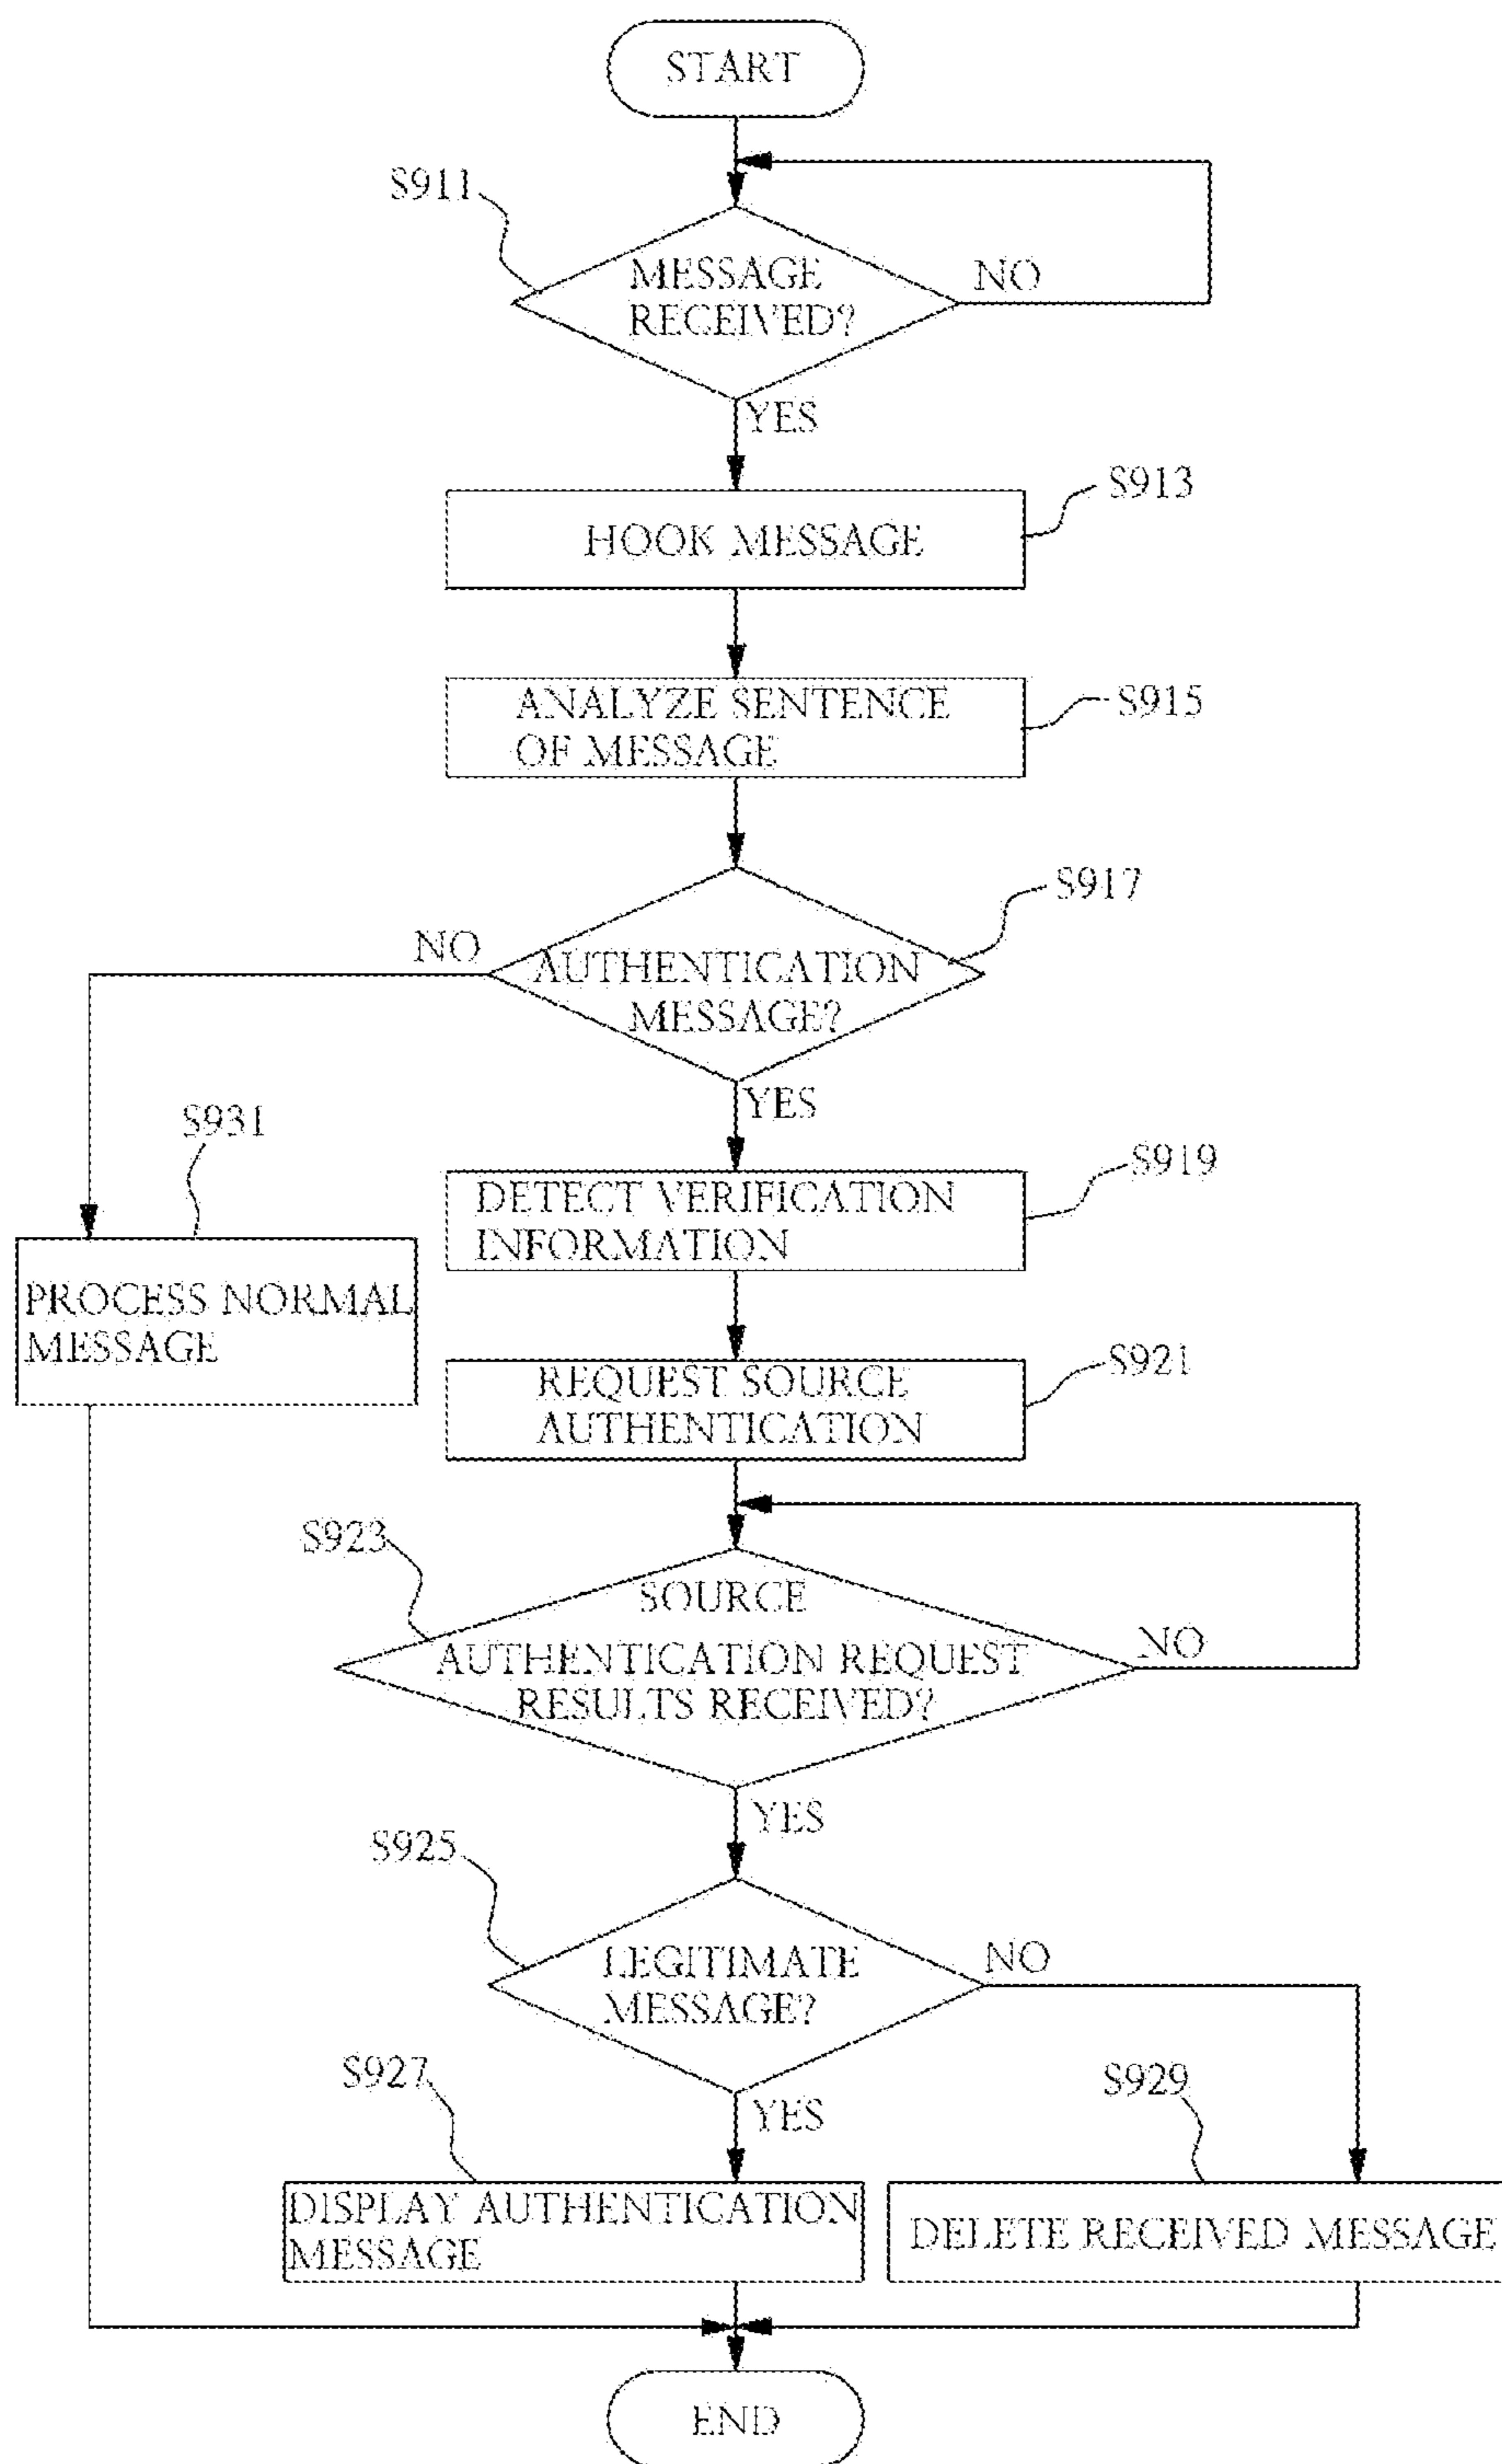 START
S911
MESSAGE
RECEIVED?
NO
YES
S913
HOOK MESSAGE
ANALYZE SENTENCE
OF MESSAGE
S915
S917
NO
AUTHENTICATION
MESSAGE?
YES
S931
S919
DETECT VERIFICATION
INFORMATION
PROCESS NORMAL
MESSAGE
S921
REQUEST SOURCE
AUTHENTICATION
S923
SOURCE
AUTHENTICATION REQUEST
RESULTS RECEIVED?
NO
YES
S925
LEGITIMATE
MESSAGE?
NO
S927
YES
S929
DISPLAY AUTHENTICATION
MESSAGE
DELETE RECEIVED MESSAGE
END